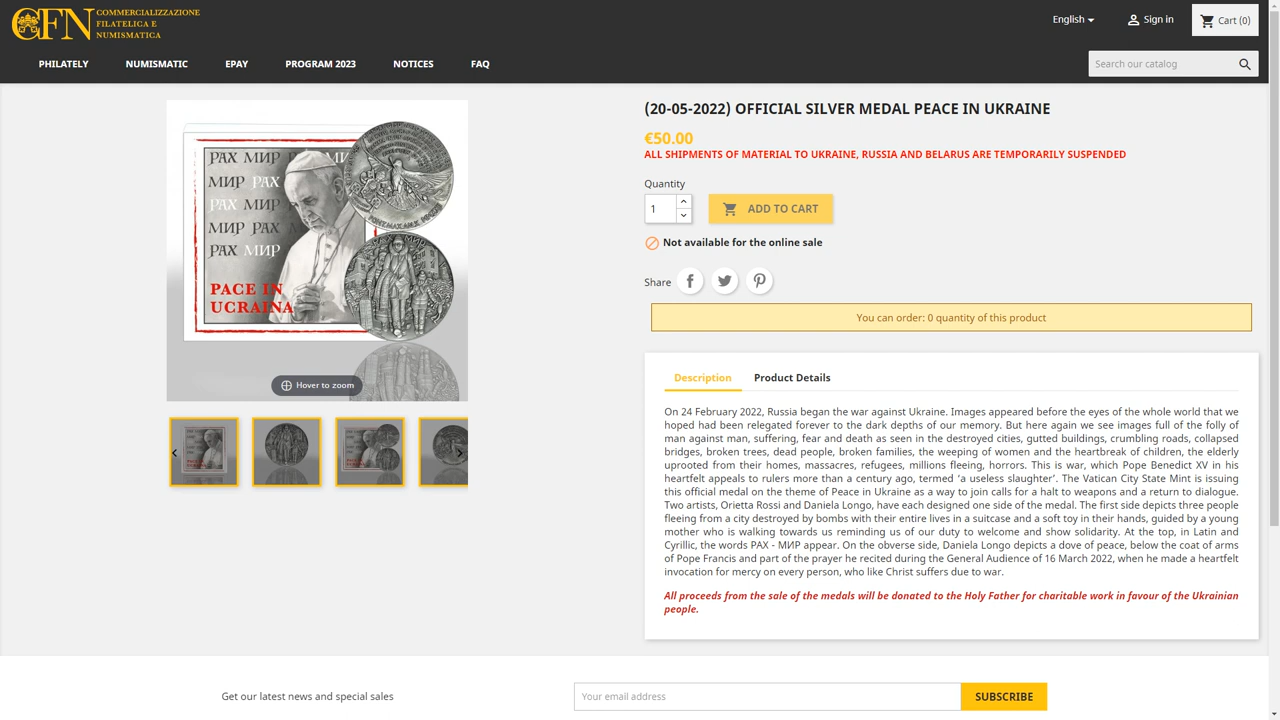 COMMERCIALIZZAZIONE
FILATELICA E
NUMISMATICA
CFN
English
Sign in
Cart (0)
PHILATELY NUMISMATIC EPAY PROGRAM 2023 NOTICES FAQ
Search our catalog
PAX МИР
МИР PAX
PAX МИР
МИР PAX
PAX МИР
PACE IN
UCRAINA
Hover to zoom
(20-05-2022) OFFICIAL SILVER MEDAL PEACE IN UKRAINE
€50.00
ALL SHIPMENTS OF MATERIAL TO UKRAINE, RUSSIA AND BELARUS ARE TEMPORARILY SUSPENDED
Quantity
1
ADD TO CART
Not available for the online sale
Share
You can order: 0 quantity of this product
Description Product Details
On 24 February 2022, Russia began the war against Ukraine. Images appeared before the eyes of the whole world that we
hoped had been relegated forever to the dark depths of our memory. But here again we see images full of the folly of
man against man, suffering, fear and death as seen in the destroyed cities, gutted buildings, crumbling roads, collapsed
bridges, broken trees, dead people, broken families, the weeping of women and the heartbreak of children, the elderly
uprooted from their homes, massacres, refugees, millions fleeing, horrors. This is war, which Pope Benedict XV in his
heartfelt appeals to rulers more than a century ago, termed ‘a useless slaughter’. The Vatican City State Mint is issuing
this official medal on the theme of Peace in Ukraine as a way to join calls for a halt to weapons and a return to dialogue.
Two artists, Orietta Rossi and Daniela Longo, have each designed one side of the medal. The first side depicts three people
fleeing from a city destroyed by bombs with their entire lives in a suitcase and a soft toy in their hands, guided by a young
mother who is walking towards us reminding us of our duty to welcome and show solidarity. At the top, in Latin and
Cyrillic, the words PAX - МИР appear. On the obverse side, Daniela Longo depicts a dove of peace, below the coat of arms
of Pope Francis and part of the prayer he recited during the General Audience of 16 March 2022, when he made a heartfelt
invocation for mercy on every person, who like Christ suffers due to war.
All proceeds from the sale of the medals will be donated to the Holy Father for charitable work in favour of the Ukrainian
people.
Get our latest news and special sales
Your email address
SUBSCRIBE